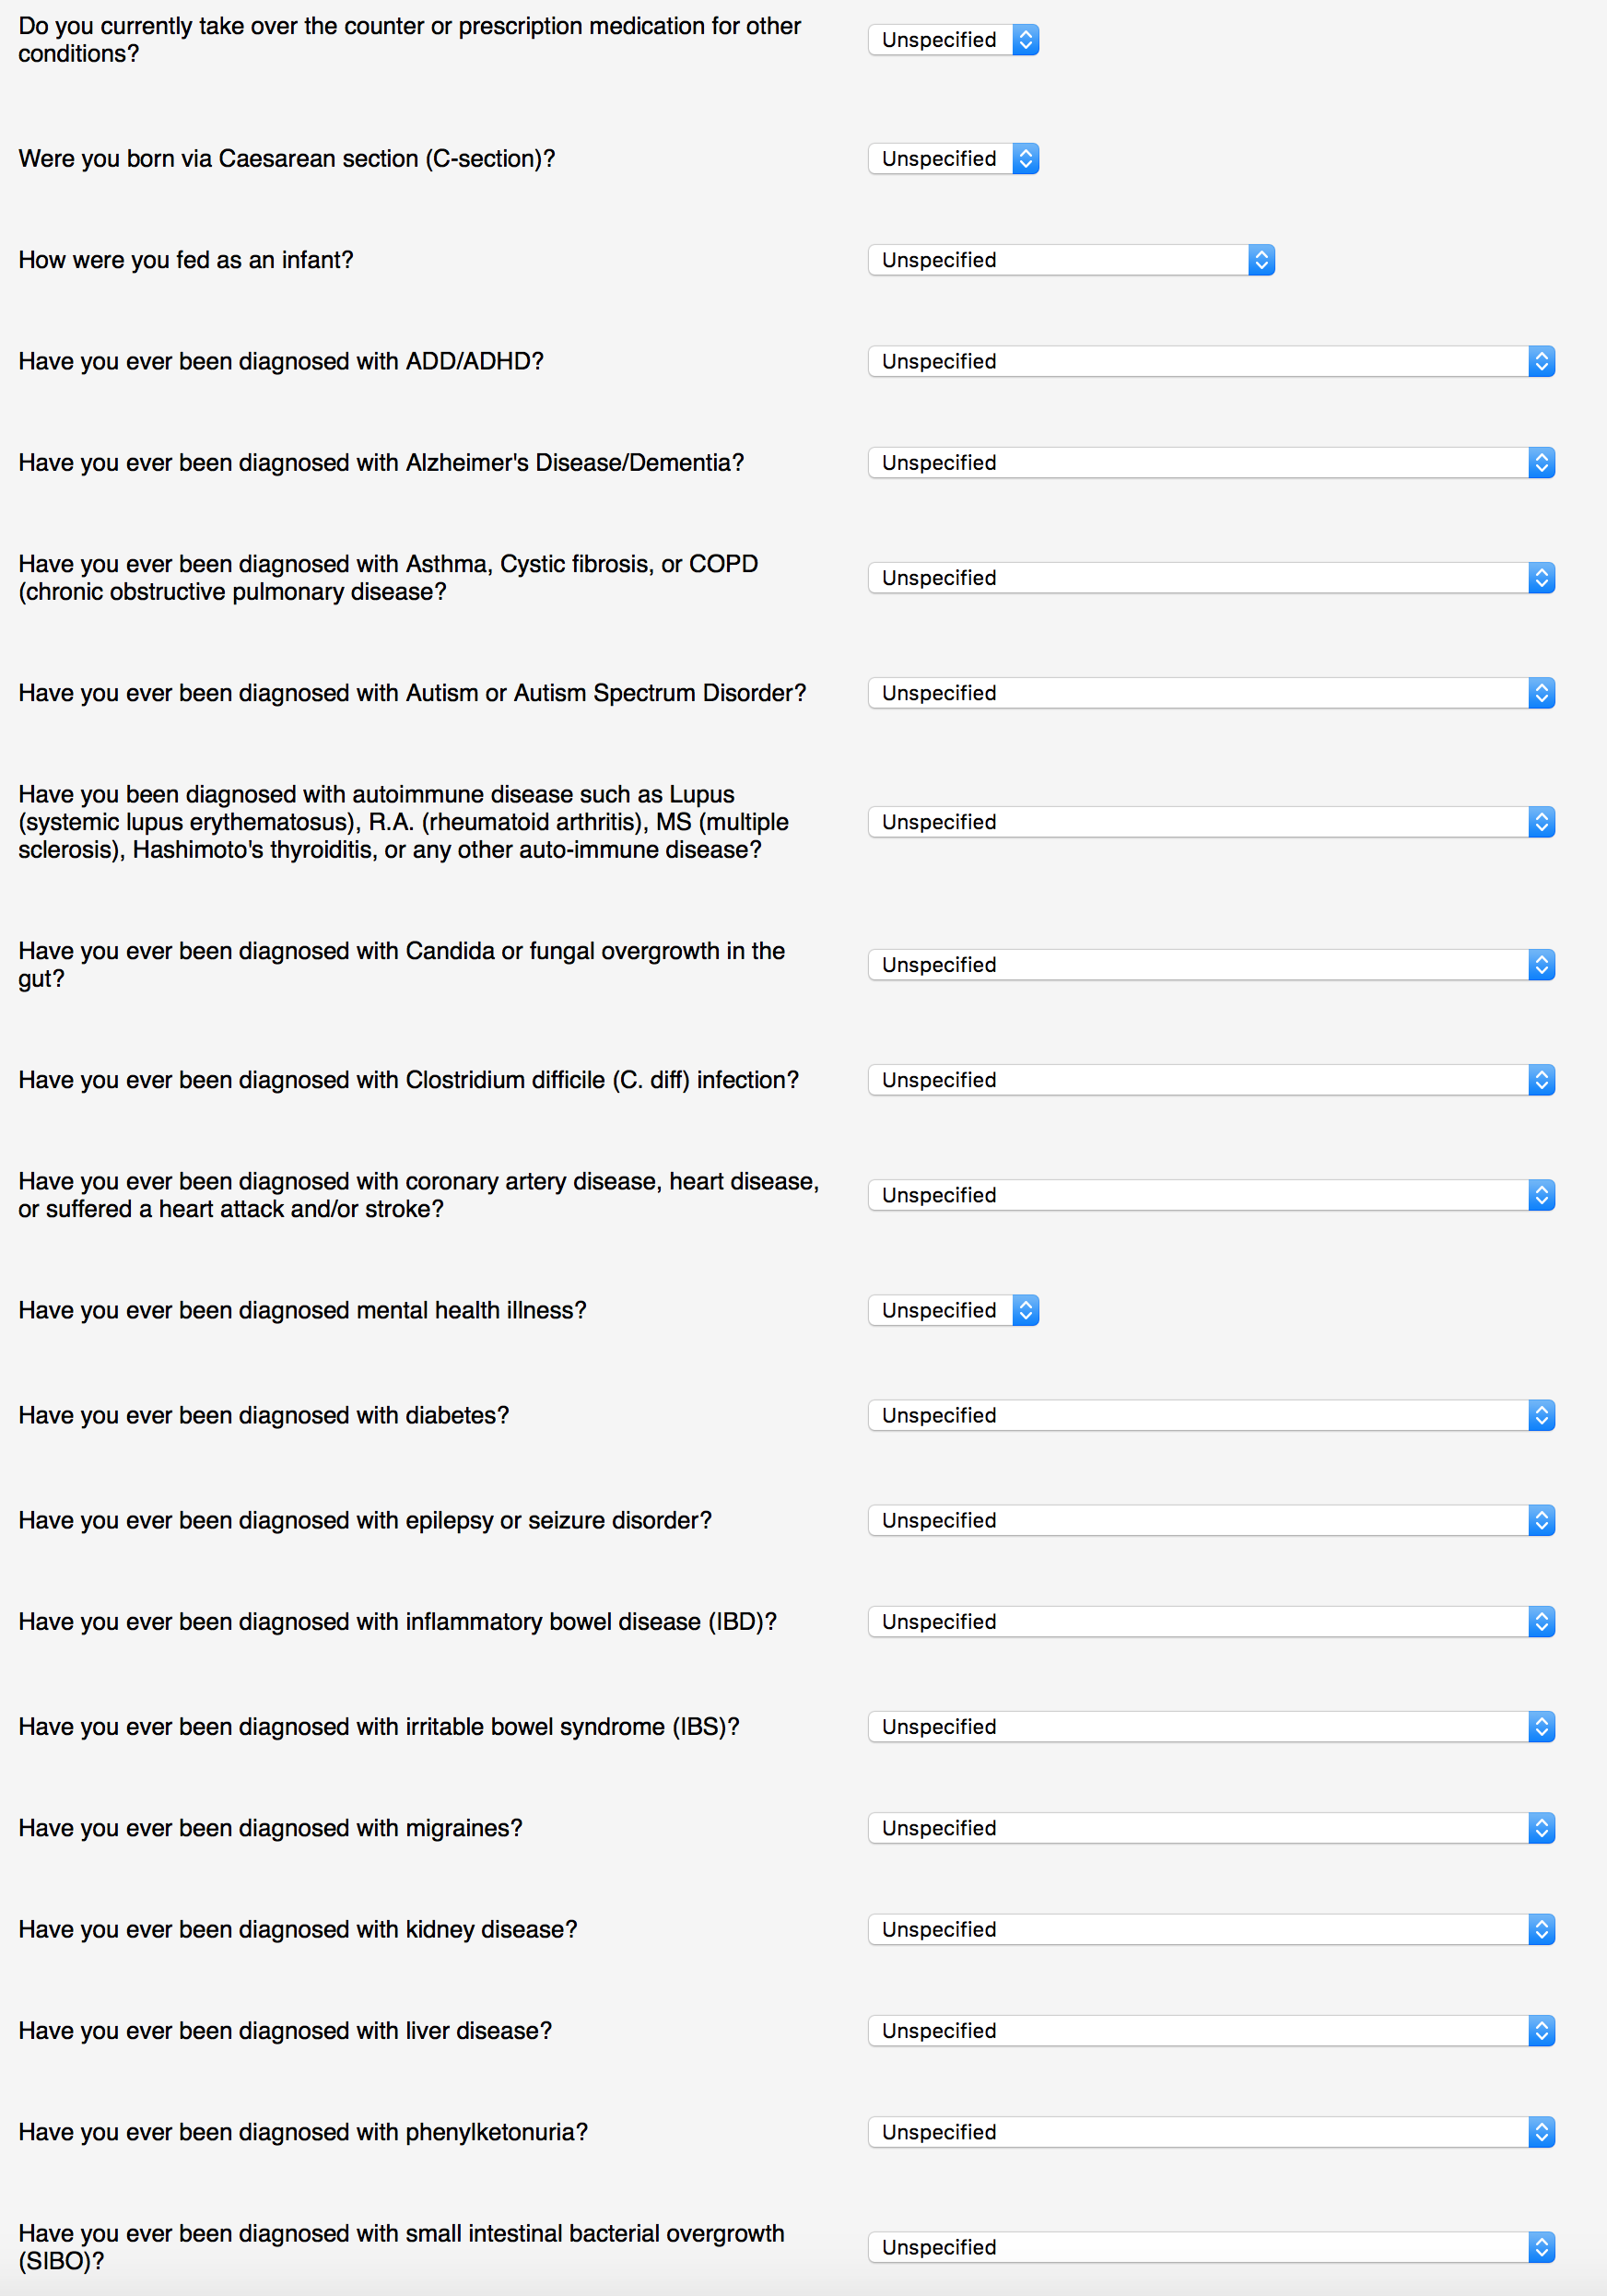 Do you currently take over the counter or prescription medication for other
conditions?
Unspecified
Were you born via Caesarean section (C-section)?
Unspecified
How were you fed as an infant?
Unspecified
Have you ever been diagnosed with ADD/ADHD?
Unspecified
Have you ever been diagnosed with Alzheimer's Disease/Dementia?
Unspecified
Have you ever been diagnosed with Asthma, Cystic fibrosis, or COPD
(chronic obstructive pulmonary disease?
Unspecified
Have you ever been diagnosed with Autism or Autism Spectrum Disorder?
Unspecified
Have you been diagnosed with autoimmune disease such as Lupus
(systemic lupus erythematosus), R.A. (rheumatoid arthritis), MS (multiple
sclerosis), Hashimoto's thyroiditis, or any other auto-immune disease?
Unspecified
Have you ever been diagnosed with Candida or fungal overgrowth in the
gut?
Unspecified
Have you ever been diagnosed with Clostridium difficile (C. diff) infection?
Unspecified
Have you ever been diagnosed with coronary artery disease, heart disease,
or suffered a heart attack and/or stroke?
Unspecified
Have you ever been diagnosed mental health illness?
Unspecified
Have you ever been diagnosed with diabetes?
Unspecified
Have you ever been diagnosed with epilepsy or seizure disorder?
Unspecified
Have you ever been diagnosed with inflammatory bowel disease (IBD)?
Unspecified
Have you ever been diagnosed with irritable bowel syndrome (IBS)?
Unspecified
Have you ever been diagnosed with migraines?
Unspecified
Have you ever been diagnosed with kidney disease?
Unspecified
Have you ever been diagnosed with liver disease?
Unspecified
Have you ever been diagnosed with phenylketonuria?
Unspecified
Have you ever been diagnosed with small intestinal bacterial overgrowth
(SIBO)?
Unspecified